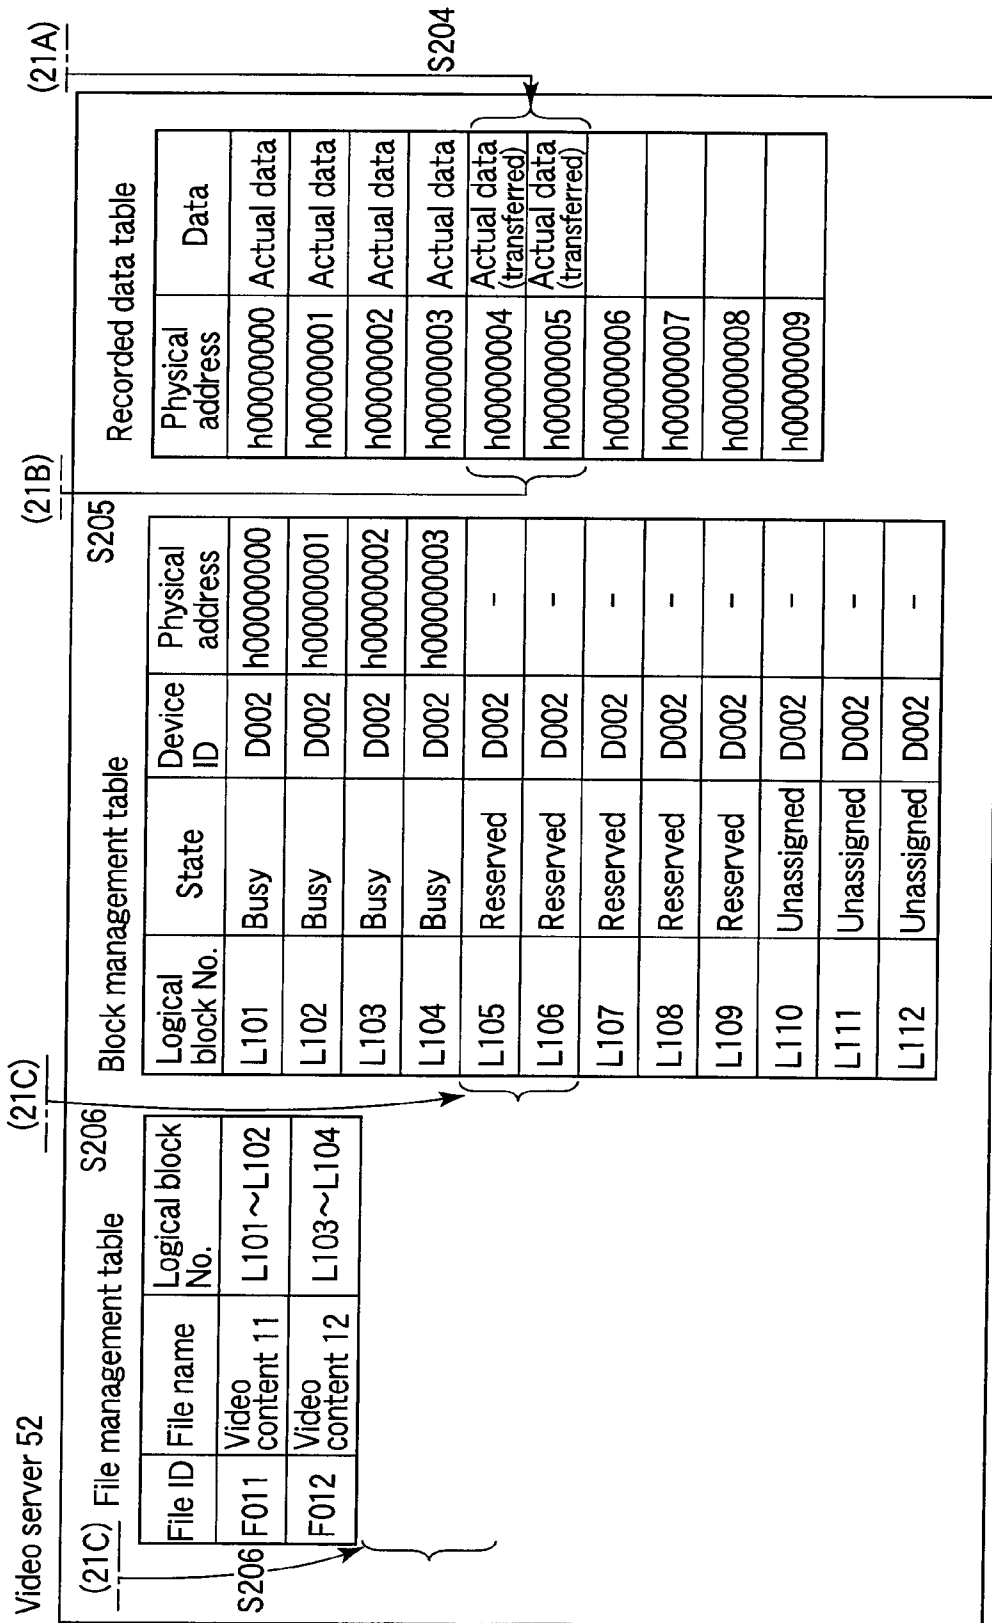 Video server 52
(21C)
File management table
S206
File ID | File name | Logical block No.
F011 | Video content 11 | L101~L102
F012 | Video content 12 | L103~L104
S206
(21C)
Block management table
S205
Logical block No. | State | Device ID | Physical address
L101 | Busy | D002 | h00000000
L102 | Busy | D002 | h00000001
L103 | Busy | D002 | h00000002
L104 | Busy | D002 | h00000003
L105 | Reserved | D002 | -
L106 | Reserved | D002 | -
L107 | Reserved | D002 | -
L108 | Reserved | D002 | -
L109 | Reserved | D002 | -
L110 | Unassigned | D002 | -
L111 | Unassigned | D002 | -
L112 | Unassigned | D002 | -
(21B)
Recorded data table
Physical address | Data
h00000000 | Actual data
h00000001 | Actual data
h00000002 | Actual data
h00000003 | Actual data
h00000004 | Actual data (transferred)
h00000005 | Actual data (transferred)
h00000006
h00000007
h00000008
h00000009
(21A)
S204